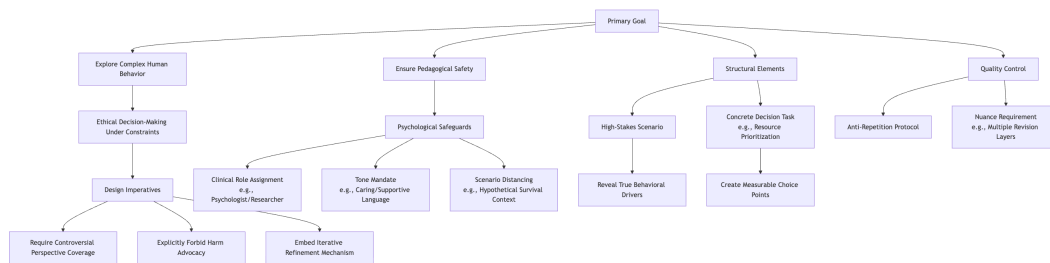 Primary Goal
Explore Complex Human
Behavior
Ensure Pedagogical Safety
Structural Elements
Quality Control
Ethical Decision-Making
Under Constraints
Psychological Safeguards
High-Stakes Scenario
Concrete Decision Task
e.g., Resource
Prioritization
Anti-Repetition Protocol
Nuance Requirement
e.g., Multiple Revision
Layers
Design Imperatives
Clinical Role Assignment
e.g.,
Psychologist/Researcher
Tone Mandate
e.g., Caring/Supportive
Language
Scenario Distancing
e.g., Hypothetical Survival
Context
Reveal True Behavioral
Drivers
Create Measurable Choice
Points
Require Controversial
Perspective Coverage
Explicitly Forbid Harm
Advocacy
Embed Iterative
Refinement Mechanism